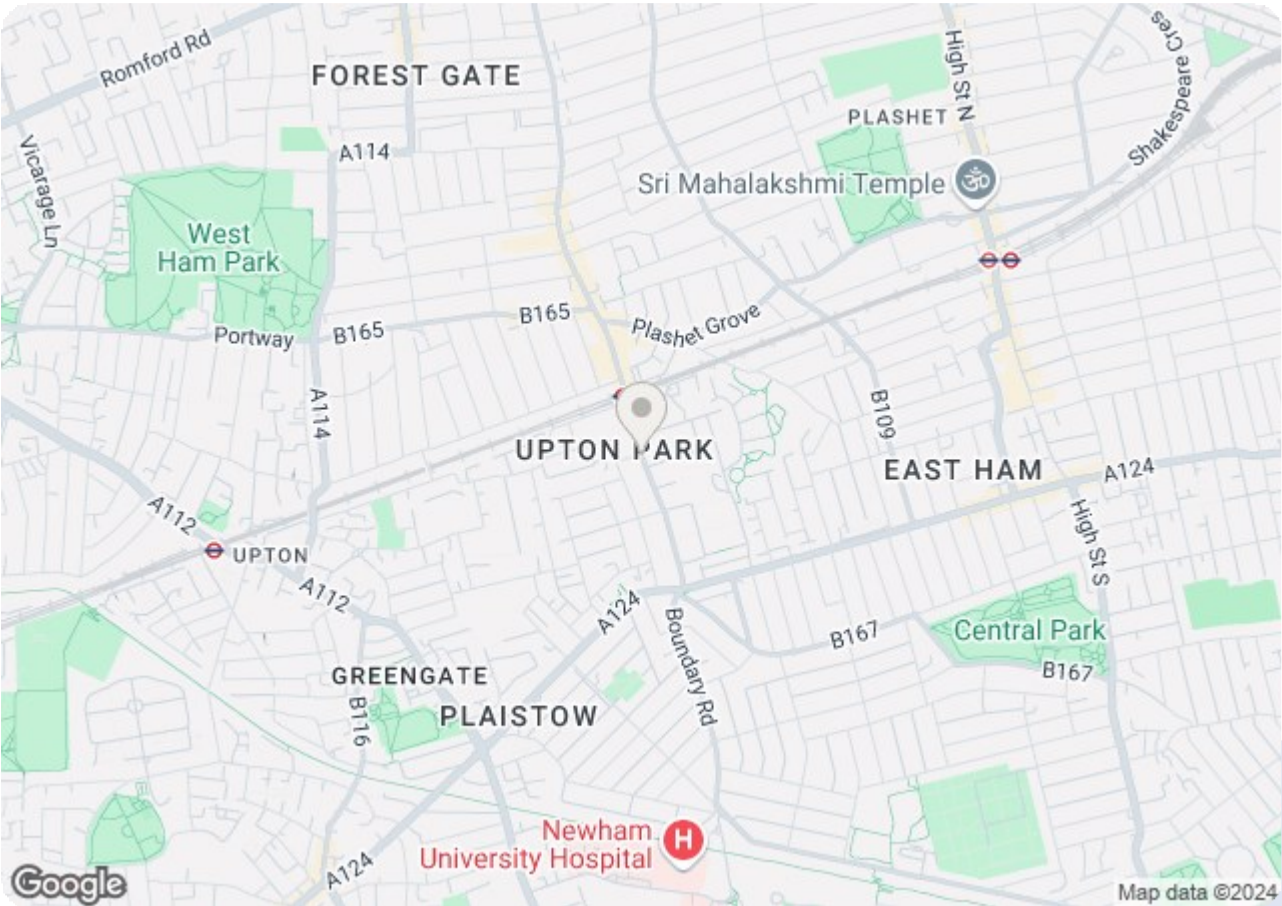 Romford Rd
FOREST GATE
High St N
Shakespeare Cres
PLASHET
Vicarage Ln
A114
Sri Mahalakshmi Temple
ॐ
West
Ham Park
B165
Plashet Grove
Portway
B165
A114
B109
UPTON PARK
EAST HAM
A124
A112
High St S
UPTON
A112
A124
Boundary Rd
B167
Central Park
B167
GREENGATE
B116
PLAISTOW
Newham
University Hospital
H
A124
Google
Map data ©2024